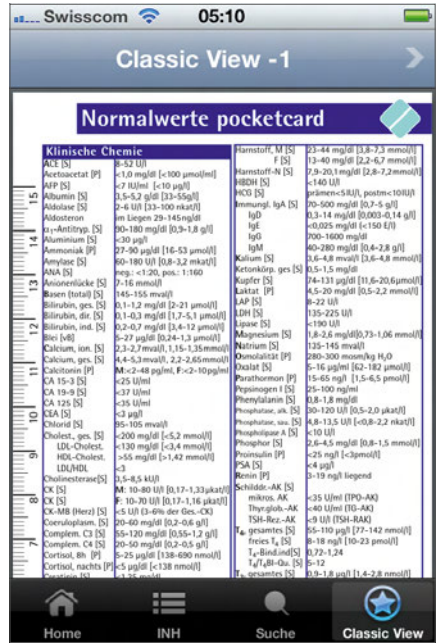 Swisscom 05:10
Classic View -1
Normalwerte pocketcard
Klinische Chemie
ACE [S] 8–52 U/l
Acetoacetat [P] <1,0 mg/dl [<100 µmol/ml]
AFP [S] <7 IU/ml [<10 µg/l]
Albumin [S] 3,5–5,2 g/dl [33–55g/l]
Aldolase [S] 2–6 U/l [33–100 nkat/l]
Aldosteron im Liegen 29–145ng/dl
α₁-Antitryp. [S] 90–180 mg/dl [0,9–1,8 g/l]
Aluminium [S] <30 µg/l
Ammoniak [P] 27–90 µg/dl [16–53 µmol/l]
Amylase [S] 60–180 U/l [0,8–3,2 mkat/l]
ANA [S] neg.: <1:20, pos.: 1:160
Anionenlücke [S] 7–16 mmol/l
Basen (total) [S] 145–155 mval/l
Bilirubin, ges. [S] 0,1–1,2 mg/dl [2–21 µmol/l]
Bilirubin, dir. [S] 0,1–0,3 mg/dl [1,7–5,1 µmol/l]
Bilirubin, ind. [S] 0,2–0,7 mg/dl [3,4–12 µmol/l]
Blei [vB] 5–27 µg/dl [0,24–1,3 µmol/l]
Calcium, ion. [S] 2,3–2,7mval/l, 1,15–1,35mmol/l
Calcium, ges. [S] 4,4–5,3mval/l, 2,2–2,65mmol/l
Calcitonin [P] M:<2–48 pg/ml, F:<2–10pg/ml
CA 15–3 [S] <25 U/ml
CA 19–9 [S] <37 U/ml
CA 125 [S] <35 U/ml
CEA [S] <3 µg/l
Chlorid [S] 95–105 mval/l
Cholest., ges. [S] <200 mg/dl [<5,2 mmol/l]
LDL-Cholest. <130 mg/dl [<3,4 mmol/l]
HDL-Cholest. >55 mg/dl [>1,42 mmol/l]
LDL/HDL <3
Cholinesterase[S] 3,5–8,5 kU/l
CK [S] M: 10–80 U/l [0,17–1,33µkat/l]
CK [S] F: 10–70 U/l [0,17–1,16 µkat/l]
CK-MB (Herz) [S] <5 U/l (3–6% der Ges.-CK)
Coeruloplasm. [S] 20–60 mg/dl [0,2–0,6 g/l]
Complem. C3 [S] 55–120 mg/dl [0,55–1,2 g/l]
Complem. C4 [S] 20–50 mg/dl [0,2–0,5 g/l]
Cortisol, 8h [P] 5–25 µg/dl [138–690 nmol/l]
Cortisol, nachts [P] <5 µg/dl [<138 nmol/l]
Creatinin [S] <1,25 mg/dl
Harnstoff, M [S] 23–44 mg/dl [3,8–7,3 mmol/l]
F [S] 13–40 mg/dl [2,2–6,7 mmol/l]
Harnstoff-N [S] 7,9–20,1mg/dl [2,8–7,2mmol/l]
HBDH [S] <140 U/l
HCG [S] prämen<5IU/l, postm<10IU/l
Immungl. IgA [S] 70–500 mg/dl [0,7–5 g/l]
IgD 0,3–14 mg/dl [0,003–0,14 g/l]
IgE <0,025 mg/dl (<150 E/l)
IgG 700–1600 mg/dl
IgM 40–280 mg/dl [0,4–2,8 g/l]
Kalium [S] 3,6–4,8 mval/l [3,6–4,8 mmol/l]
Ketonkörp. ges [S] 0,5–1,5 mg/dl
Kupfer [S] 74–131 µg/dl [11,6–20,6µmol/l]
Laktat [P] 4,5–20 mg/dl [0,5–2,2 mmol/l]
LAP [S] 8–22 U/l
LDH [S] 135–225 U/l
Lipase [S] <190 U/l
Magnesium [S] 1,8–2,6 mg/dl[0,73–1,06 mmol/l]
Natrium [S] 135–145 mval/l
Osmolalität [P] 280–300 mosm/kg H₂O
Oxalat [S] 5–16 µg/ml [62–182 µmol/l]
Parathormon [P] 15–65 ng/l [1,5–6,5 pmol/l]
Pepsinogen I [S] 25–100 ng/ml
Phenylalanin [S] 0,8–1,8 mg/dl
Phosphatase, alk. [S] 30–120 U/l [0,5–2,0 µkat/l]
Phosphatase, sau. [S] 4,8–13,5 U/l [<0,8–2,2 nkat/l]
Phospholipase A [S] <10 U/l
Phosphor [S] 2,6–4,5 mg/dl [0,8–1,5 mmol/l]
Proinsulin [P] <25 ng/l [<3pmol/l]
PSA [S] <4 µg/l
Renin [P] 3–19 ng/l liegend
Schilddr.-AK [S]
mikros. AK <35 U/ml (TPO-AK)
Thyr.glob.-AK <40 U/ml (TG-AK)
TSH-Rez.-AK <9 U/l (TSH-RAK)
T₄, gesamtes [S] 55–110 µg/l [77–142 nmol/l]
freies T₄ [S] 8–18 ng/l [10–23 pmol/l]
T₄-Bind.ind[S] 0,72–1,24
T₄/T₄BI-Qu. [S] 5–12
T₃, gesamtes [S] 0,9–1,8 µg/l [1,4–2,8 nmol/l]
15
14
13
12
11
10
9
8
7
Home INH Suche Classic View